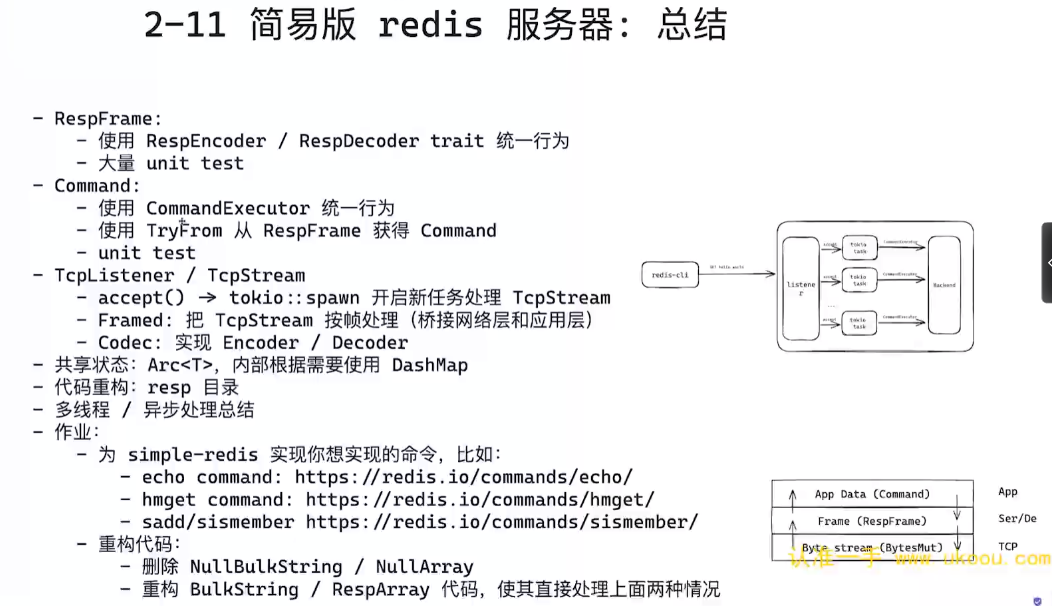 2-11 简易版 redis 服务器: 总结
- RespFrame:
- 使用 RespEncoder / RespDecoder trait 统一行为
- 大量 unit test
- Command:
- 使用 CommandExecutor 统一行为
- 使用 TryFrom 从 RespFrame 获得 Command
- unit test
- TcpListener / TcpStream
- accept() → tokio::spawn 开启新任务处理 TcpStream
- Framed: 把 TcpStream 按帧处理（桥接网络层和应用层）
- Codec: 实现 Encoder / Decoder
- 共享状态: Arc<T>, 内部根据需要使用 DashMap
- 代码重构: resp 目录
- 多线程 / 异步处理总结
- 作业:
- 为 simple-redis 实现你想实现的命令, 比如:
- echo command: https://redis.io/commands/echo/
- hmget command: https://redis.io/commands/hmget/
- sadd/sismember https://redis.io/commands/sismember/
- 重构代码:
- 删除 NullBulkString / NullArray
- 重构 BulkString / RespArray 代码, 使其直接处理上面两种情况
redis-cli
listene
r
accept
tokio
task
CommandExecutor
accept
tokio
task
CommandExecutor
...
accept
tokio
task
CommandExecutor
Backend
App Data (Command)
App
Frame (RespFrame)
Ser/De
Byte stream (BytesMut)
TCP
认准一手 www.ukoou.com